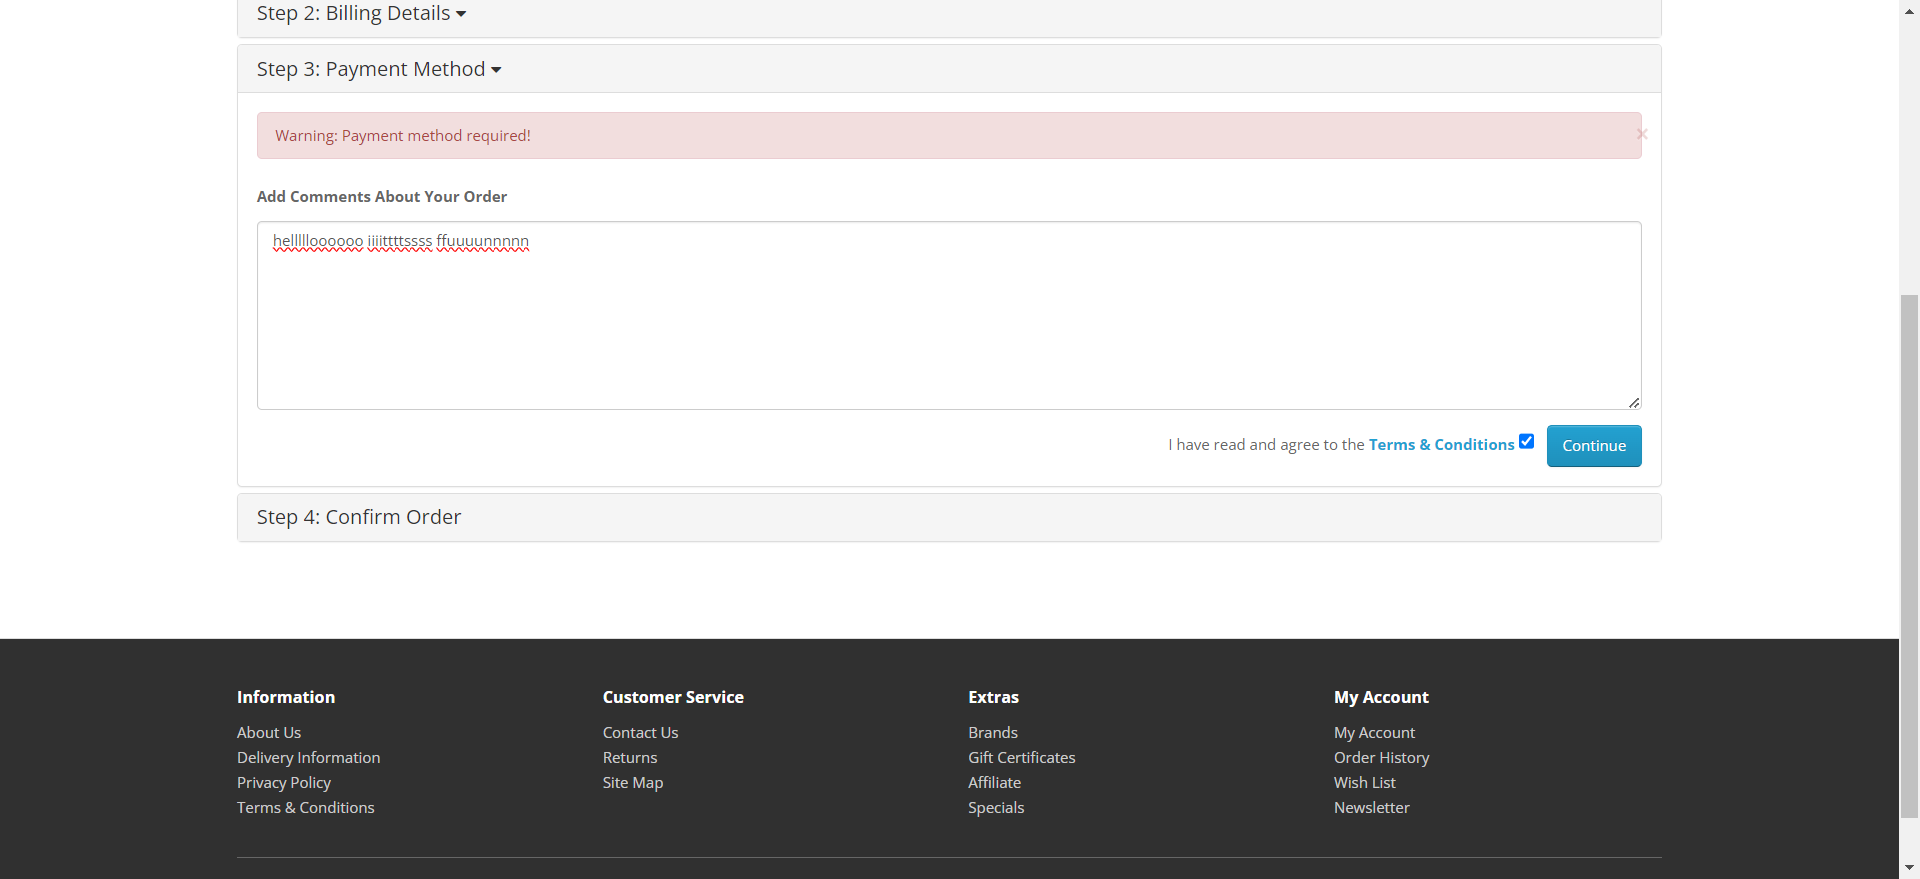 Step 2: Billing Details
Step 3: Payment Method
Warning: Payment method required!
×
Add Comments About Your Order
hellllloooooo iiiittttssss ffuuuunnnnn
I have read and agree to the Terms & Conditions
Continue
Step 4: Confirm Order
Information
About Us
Delivery Information
Privacy Policy
Terms & Conditions
Customer Service
Contact Us
Returns
Site Map
Extras
Brands
Gift Certificates
Affiliate
Specials
My Account
My Account
Order History
Wish List
Newsletter